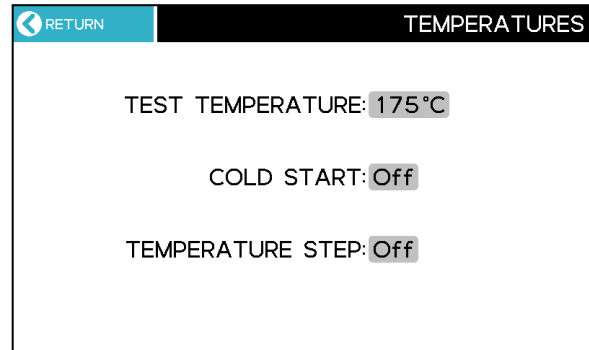 RETURN
TEMPERATURES
TEST TEMPERATURE: 175°C
COLD START: Off
TEMPERATURE STEP: Off